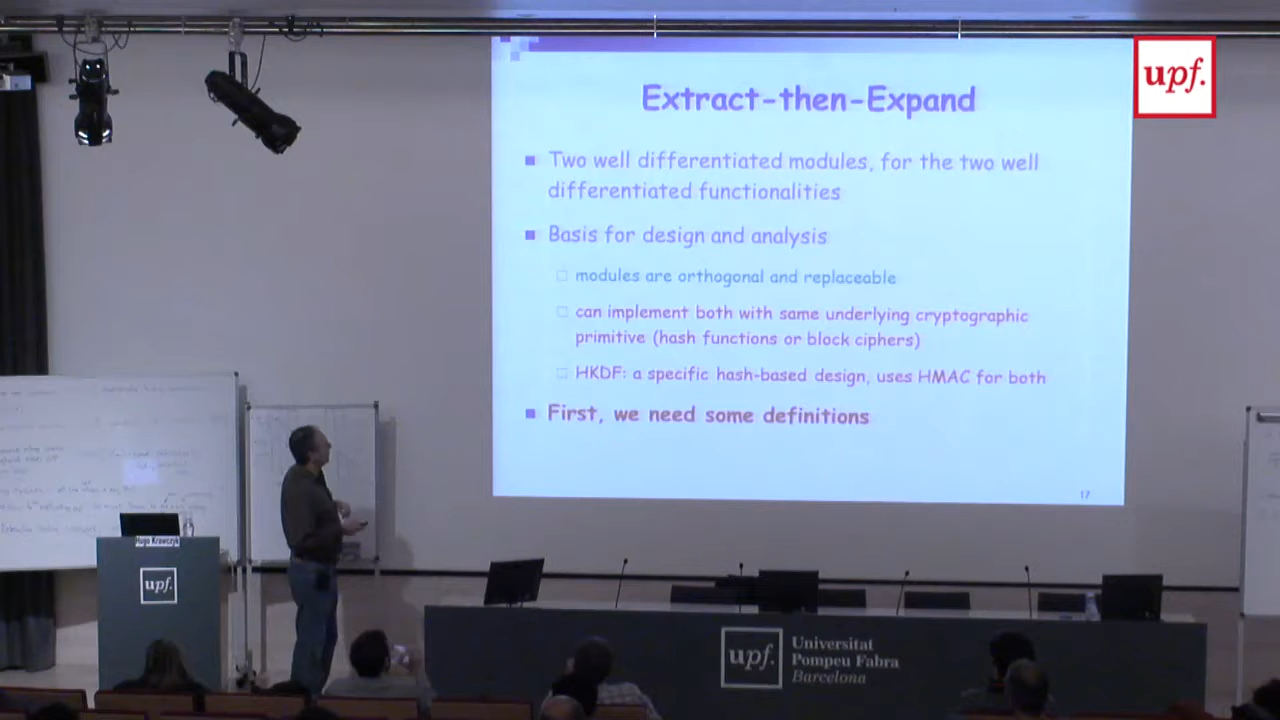 upf.
Extract-then-Expand
Two well differentiated modules, for the two well
differentiated functionalities
Basis for design and analysis
modules are orthogonal and replaceable
can implement both with same underlying cryptographic
primitive (hash functions or block ciphers)
HKDF: a specific hash-based design, uses HMAC for both
First, we need some definitions
17
Hugo Krawczyk
upf.
upf.
Universitat
Pompeu Fabra
Barcelona